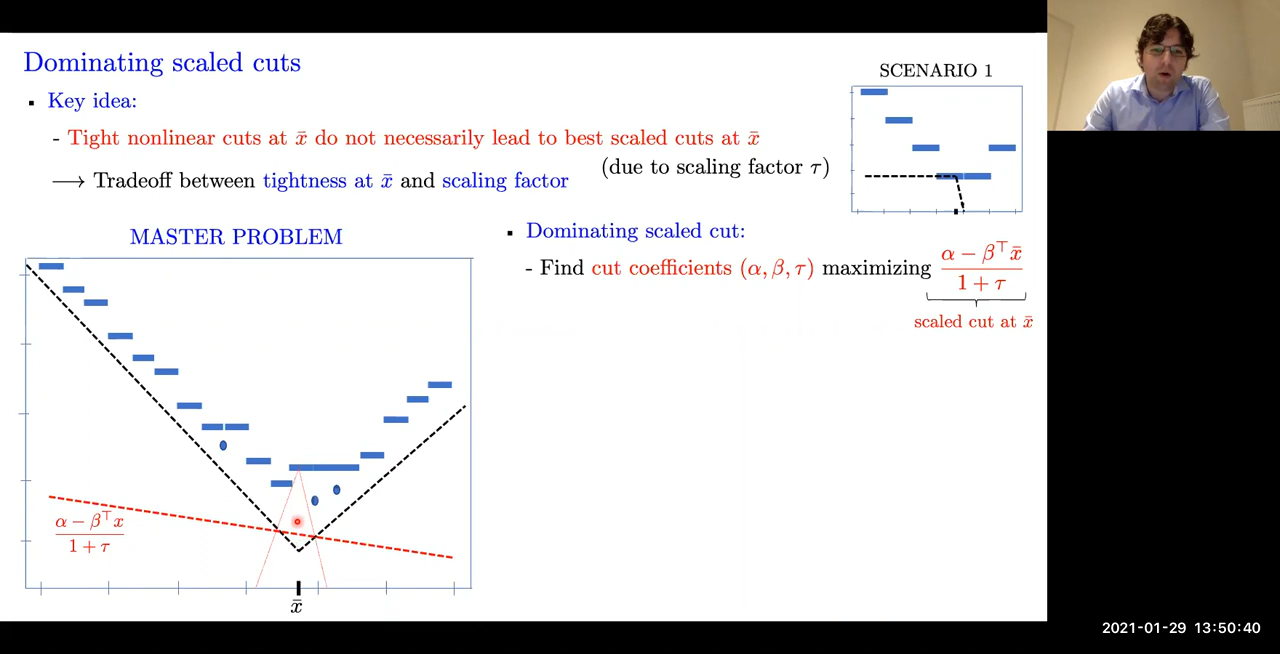 Dominating scaled cuts
▪ Key idea:
- Tight nonlinear cuts at x̄ do not necessarily lead to best scaled cuts at x̄
(due to scaling factor τ)
⟶ Tradeoff between tightness at x̄ and scaling factor
SCENARIO 1
MASTER PROBLEM
▪ Dominating scaled cut:
- Find cut coefficients (α, β, τ) maximizing
α − β⊤x̄
1 + τ
scaled cut at x̄
α − β⊤x
1 + τ
x̄
2021-01-29 13:50:40